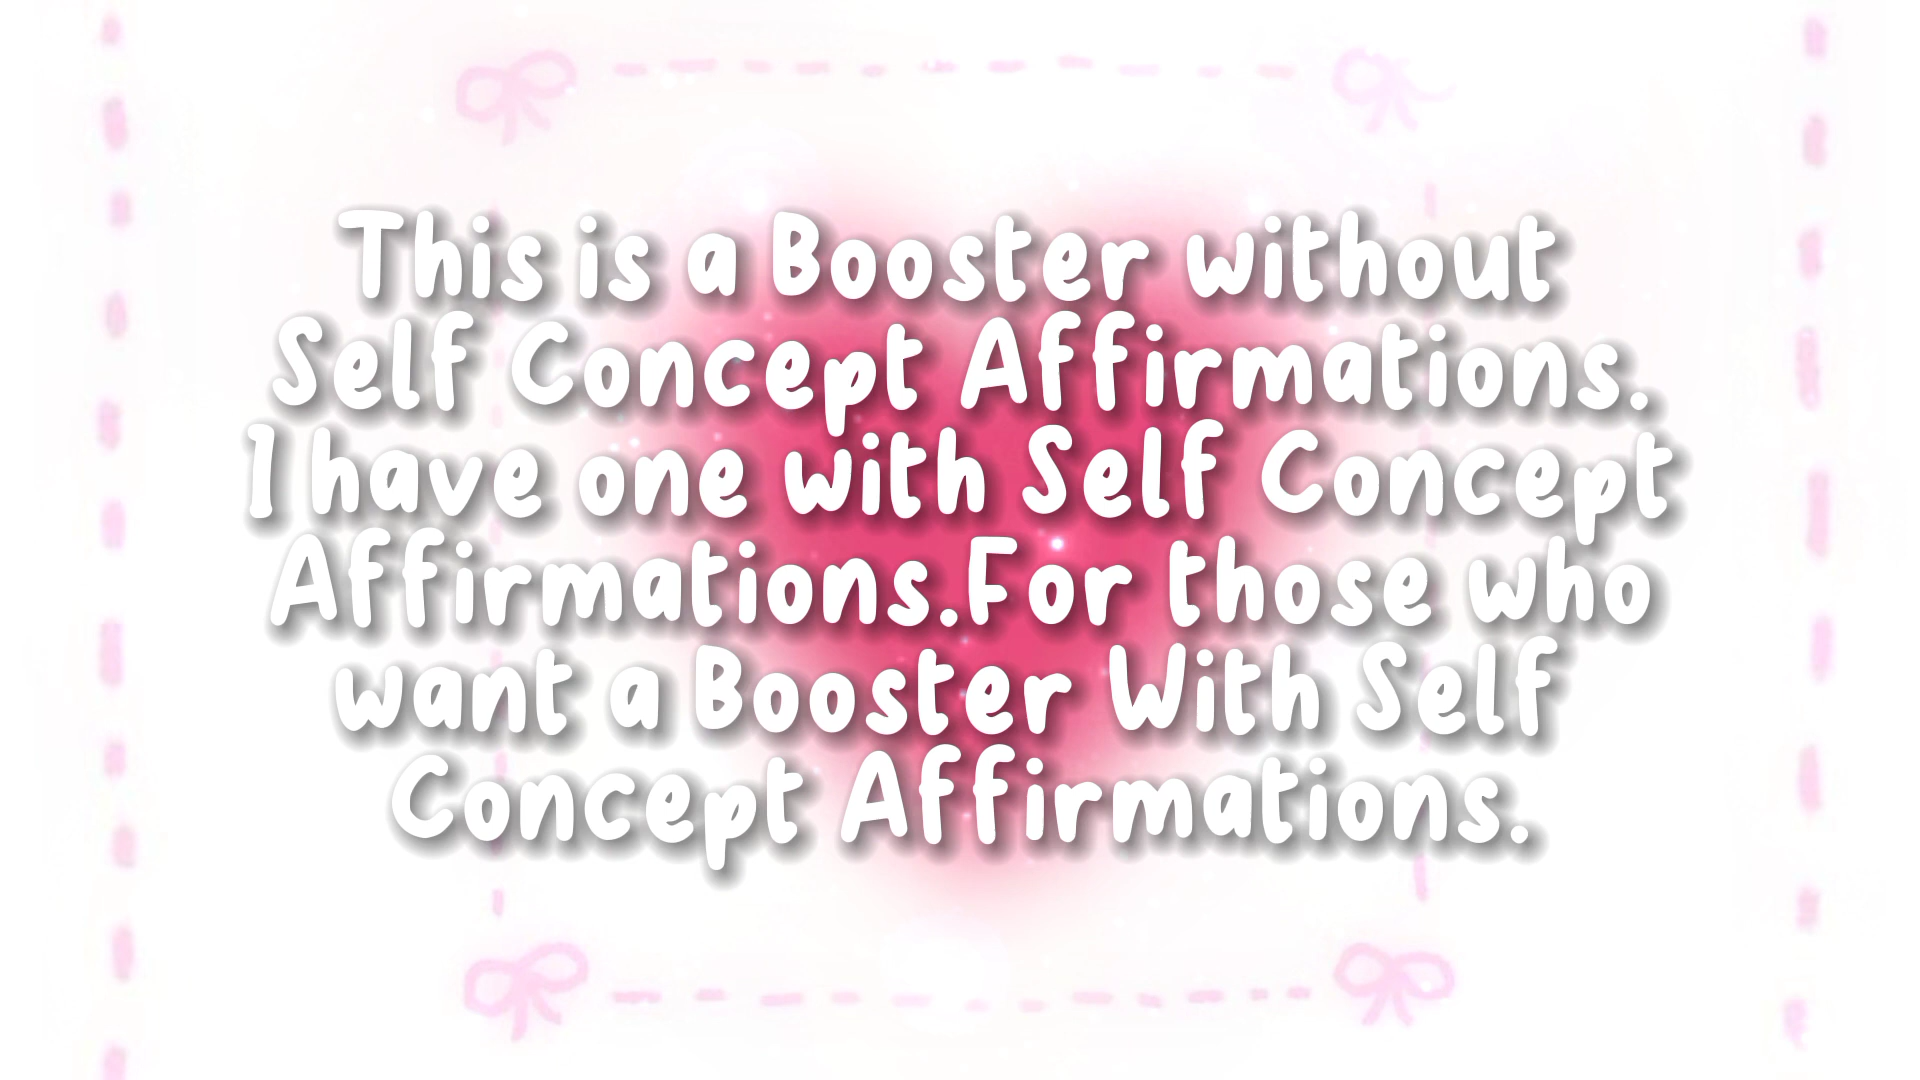 This is a Booster without
Self Concept Affirmations.
I have one with Self Concept
Affirmations.For those who
want a Booster With Self
Concept Affirmations.